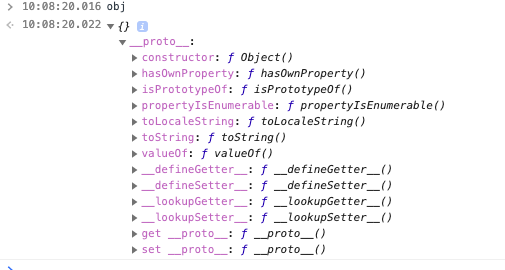 10:08:20.016 obj
10:08:20.022 {} i
__proto__:
constructor: ƒ Object()
hasOwnProperty: ƒ hasOwnProperty()
isPrototypeOf: ƒ isPrototypeOf()
propertyIsEnumerable: ƒ propertyIsEnumerable()
toLocaleString: ƒ toLocaleString()
toString: ƒ toString()
valueOf: ƒ valueOf()
__defineGetter__: ƒ __defineGetter__()
__defineSetter__: ƒ __defineSetter__()
__lookupGetter__: ƒ __lookupGetter__()
__lookupSetter__: ƒ __lookupSetter__()
get __proto__: ƒ __proto__()
set __proto__: ƒ __proto__()